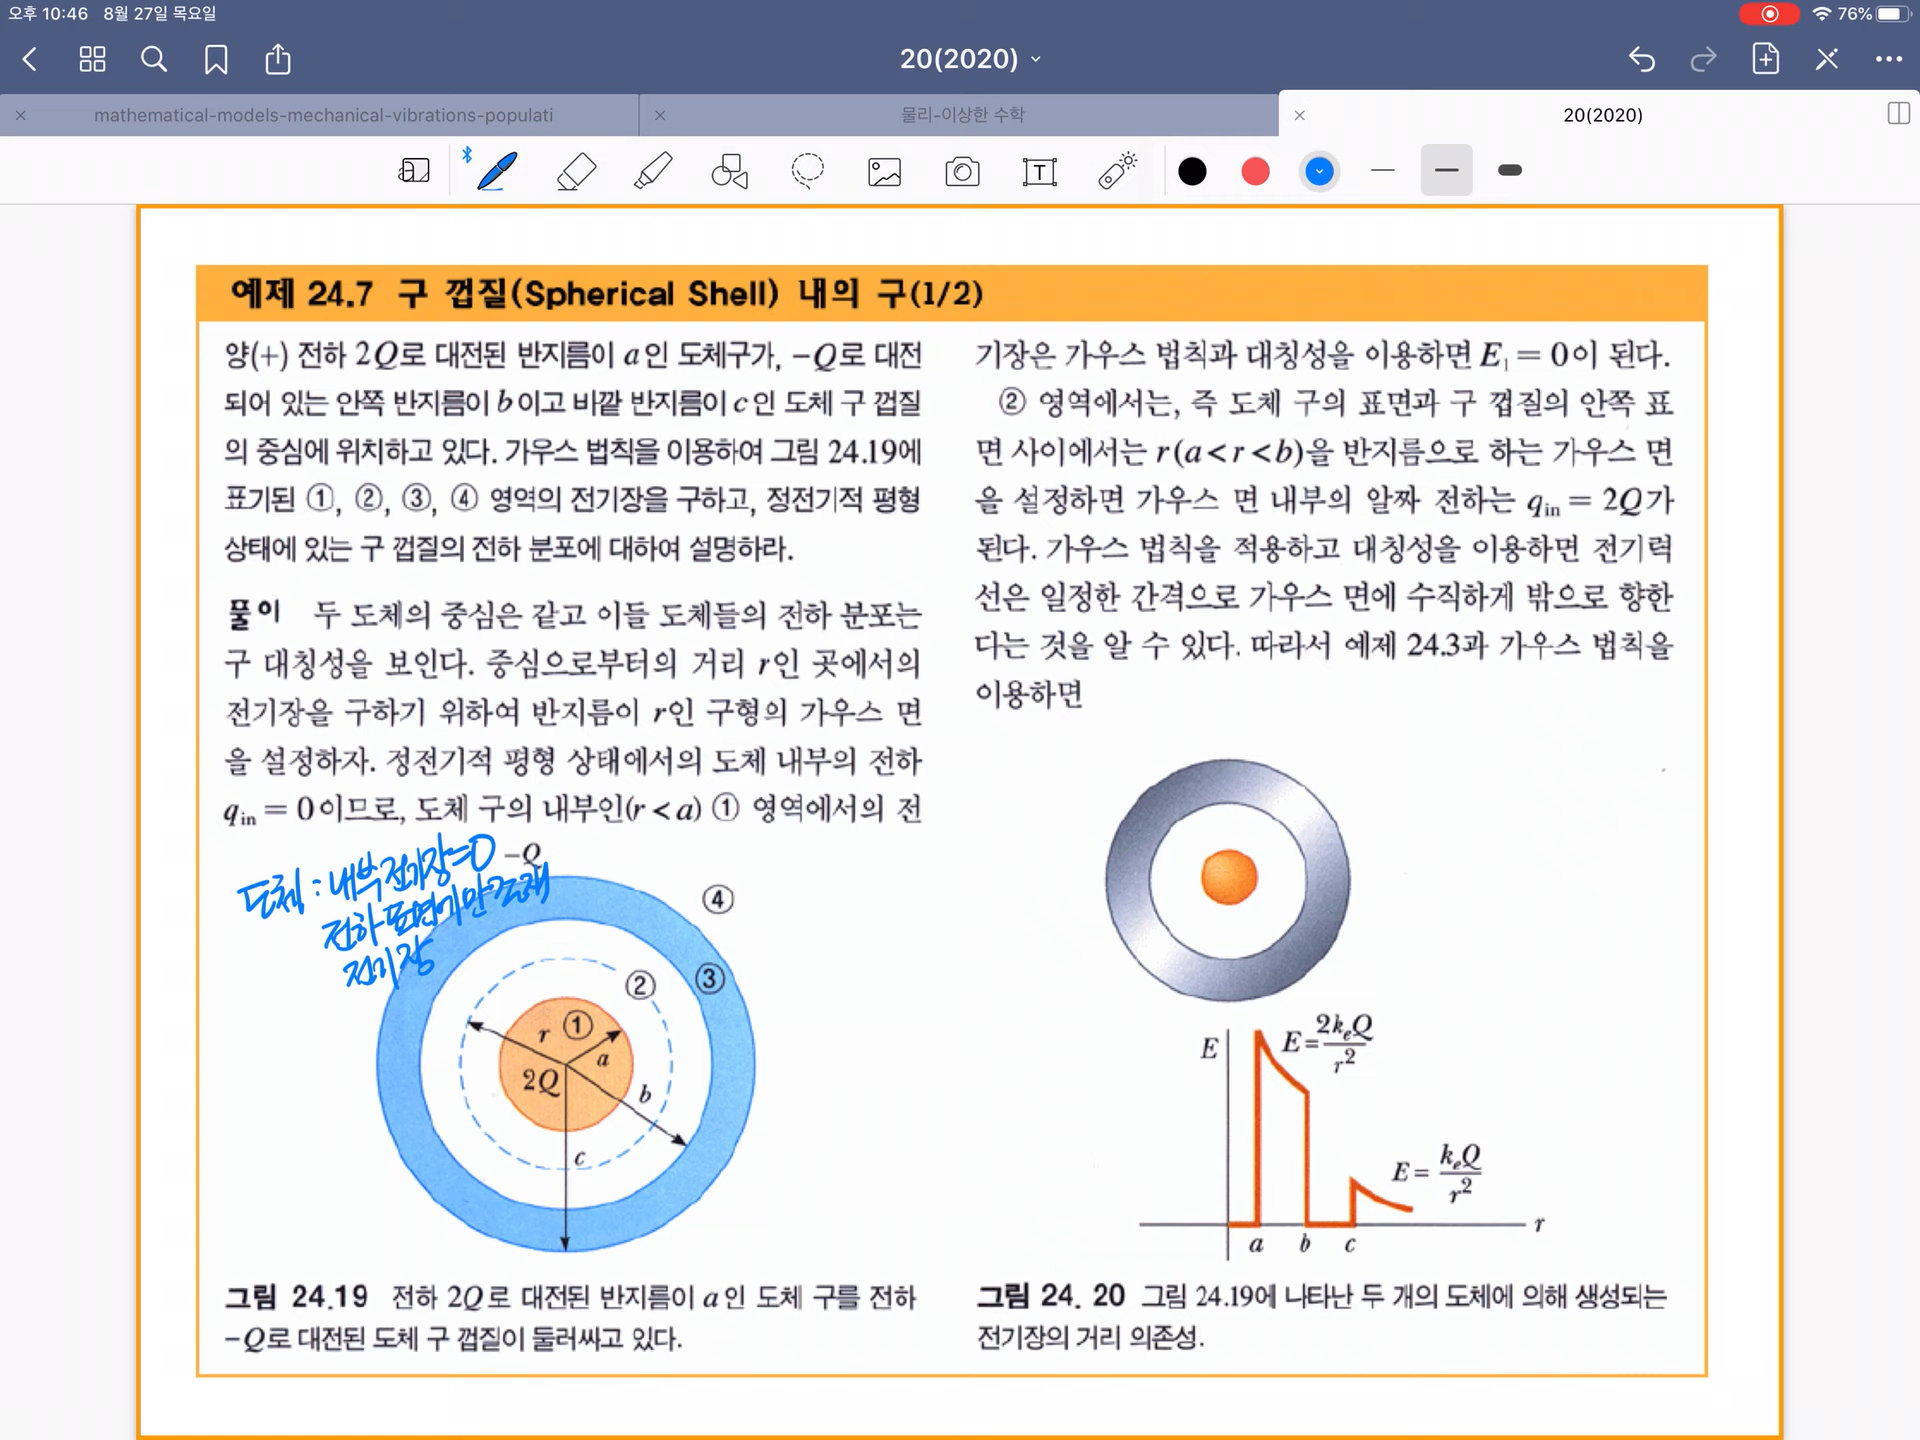 오후 10:46 8월 27일 목요일
76%
20(2020)
mathematical-models-mechanical-vibrations-populati
물리-이상한 수학
20(2020)
예제 24.7 구 껍질(Spherical Shell) 내의 구(1/2)
양(+) 전하 2Q로 대전된 반지름이 a인 도체구가, -Q로 대전
되어 있는 안쪽 반지름이 b이고 바깥 반지름이 c인 도체 구 껍질
의 중심에 위치하고 있다. 가우스 법칙을 이용하여 그림 24.19에
표기된 ①, ②, ③, ④ 영역의 전기장을 구하고, 정전기적 평형
상태에 있는 구 껍질의 전하 분포에 대하여 설명하라.
풀이 두 도체의 중심은 같고 이들 도체들의 전하 분포는
구 대칭성을 보인다. 중심으로부터의 거리 r인 곳에서의
전기장을 구하기 위하여 반지름이 r인 구형의 가우스 면
을 설정하자. 정전기적 평형 상태에서의 도체 내부의 전하
q_in = 0이므로, 도체 구의 내부인(r < a) ① 영역에서의 전
도체 : 내부 전기장=0
전하 표면에만 존재
전기장
-Q
④
③
②
①
r
a
2Q
b
c
그림 24.19 전하 2Q로 대전된 반지름이 a인 도체 구를 전하
-Q로 대전된 도체 구 껍질이 둘러싸고 있다.
기장은 가우스 법칙과 대칭성을 이용하면 E₁ = 0이 된다.
② 영역에서는, 즉 도체 구의 표면과 구 껍질의 안쪽 표
면 사이에서는 r(a<r<b)을 반지름으로 하는 가우스 면
을 설정하면 가우스 면 내부의 알짜 전하는 q_in = 2Q가
된다. 가우스 법칙을 적용하고 대칭성을 이용하면 전기력
선은 일정한 간격으로 가우스 면에 수직하게 밖으로 향한
다는 것을 알 수 있다. 따라서 예제 24.3과 가우스 법칙을
이용하면
E
E = 2k_eQ/r²
E = k_eQ/r²
a b c
r
그림 24. 20 그림 24.19에 나타난 두 개의 도체에 의해 생성되는
전기장의 거리 의존성.